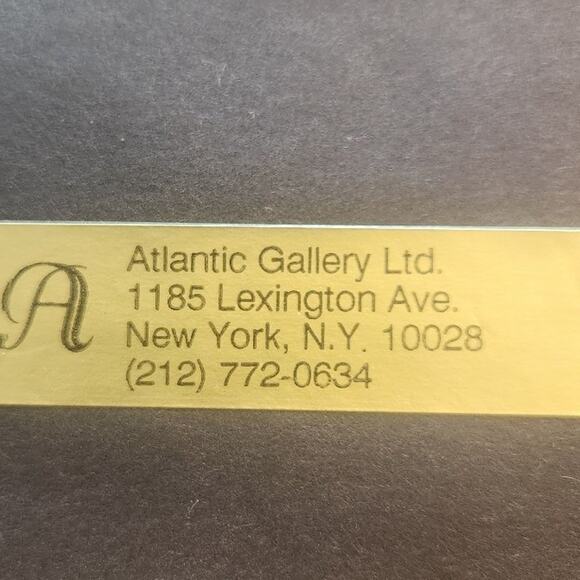 A
Atlantic Gallery Ltd.
1185 Lexington Ave.
New York, N.Y. 10028
(212) 772-0634